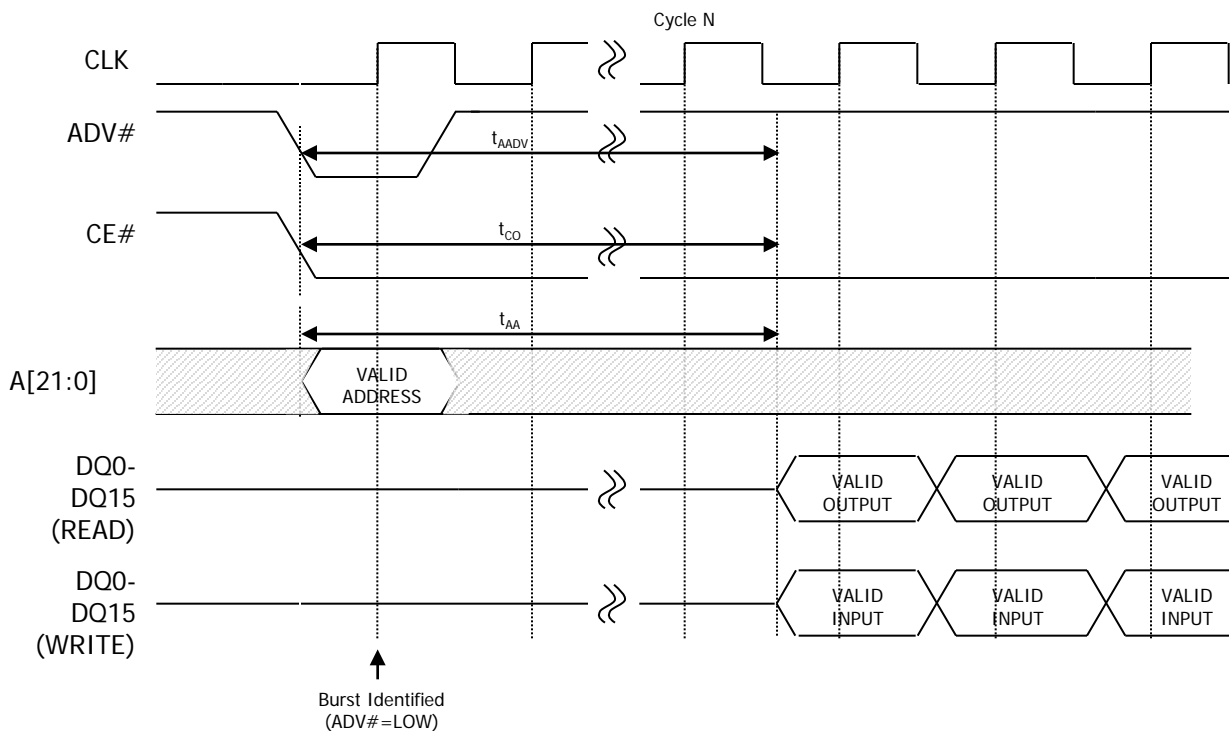 Cycle N
CLK
ADV#
tAADV
CE#
tCO
tAA
A[21:0]
VALID
ADDRESS
DQ0-
DQ15
(READ)
VALID
OUTPUT
VALID
OUTPUT
VALID
OUTPUT
DQ0-
DQ15
(WRITE)
VALID
INPUT
VALID
INPUT
VALID
INPUT
Burst Identified
(ADV#=LOW)